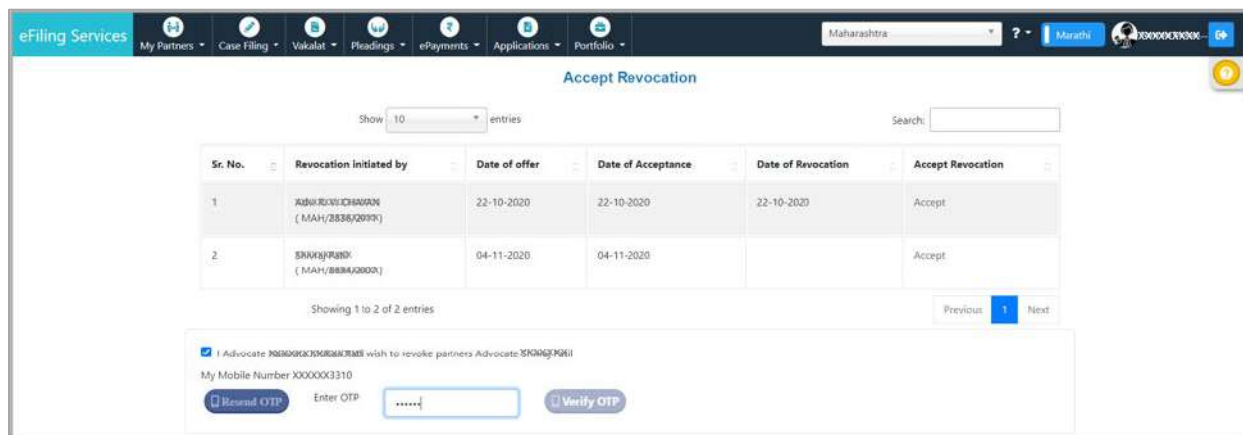 eFiling Services
My Partners Case Filing Vakalat Pleadings ePayments Applications Portfolio Maharashtra ? Marathi
Accept Revocation
Show 10 entries Search:
Sr. No. Revocation initiated by Date of offer Date of Acceptance Date of Revocation Accept Revocation
1 22-10-2020 22-10-2020 22-10-2020 Accept
2 04-11-2020 04-11-2020 Accept
Showing 1 to 2 of 2 entries Previous 1 Next
I Advocate wish to revoke partners Advocate
My Mobile Number XXXXXX3310
Resend OTP Enter OTP •••••• Verify OTP